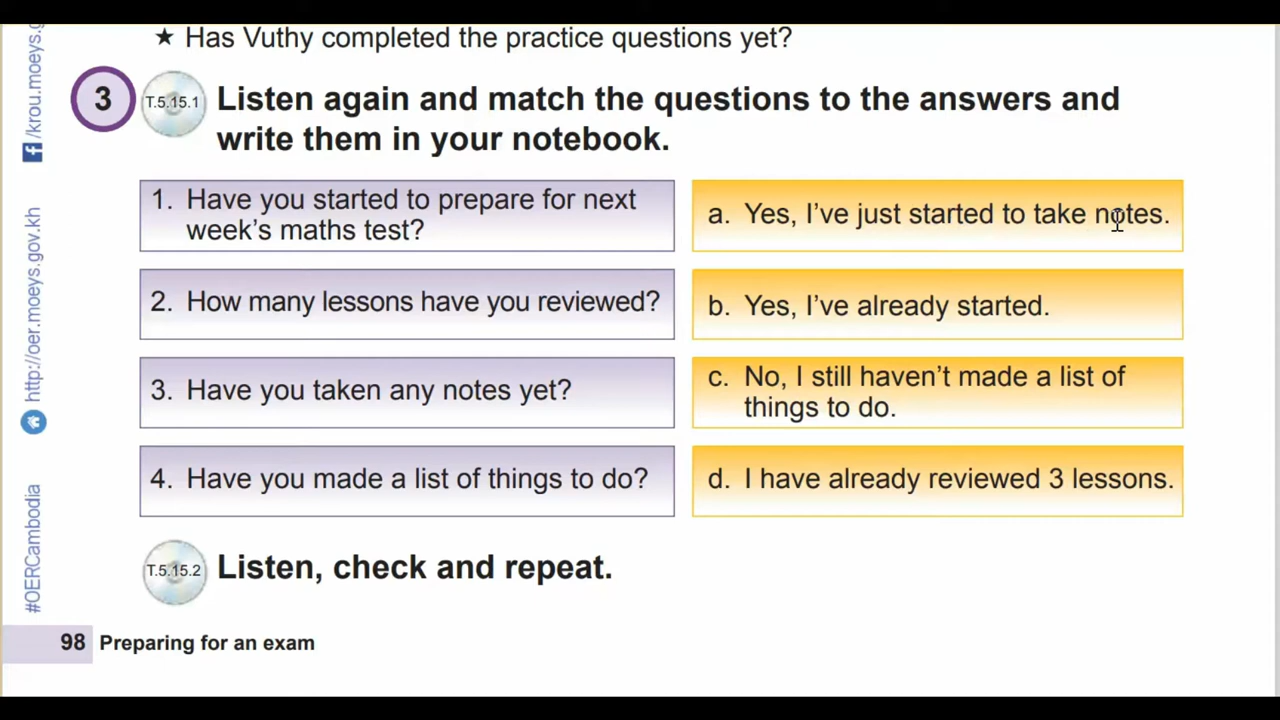 ★ Has Vuthy completed the practice questions yet?
3 T.5.15.1 Listen again and match the questions to the answers and
write them in your notebook.
1. Have you started to prepare for next
week's maths test?
a. Yes, I've just started to take notes.
2. How many lessons have you reviewed?
b. Yes, I've already started.
3. Have you taken any notes yet?
c. No, I still haven't made a list of
things to do.
4. Have you made a list of things to do?
d. I have already reviewed 3 lessons.
T.5.15.2 Listen, check and repeat.
98 Preparing for an exam
/krou.moeys.g
http://oer.moeys.gov.kh
#OERCambodia